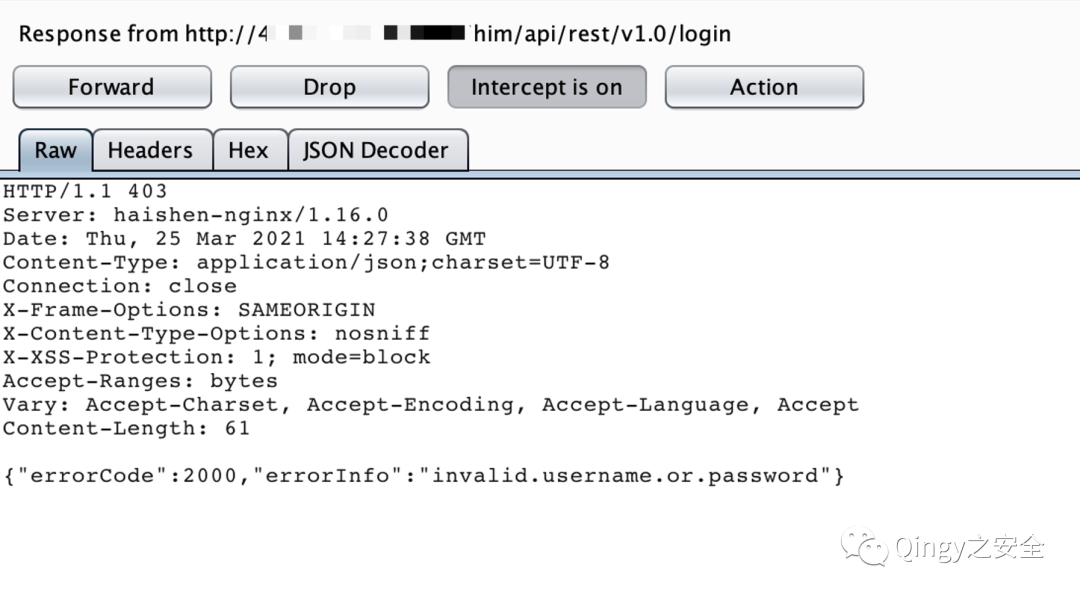 Response from http://4 him/api/rest/v1.0/login
Forward Drop Intercept is on Action
Raw Headers Hex JSON Decoder
HTTP/1.1 403
Server: haishen-nginx/1.16.0
Date: Thu, 25 Mar 2021 14:27:38 GMT
Content-Type: application/json;charset=UTF-8
Connection: close
X-Frame-Options: SAMEORIGIN
X-Content-Type-Options: nosniff
X-XSS-Protection: 1; mode=block
Accept-Ranges: bytes
Vary: Accept-Charset, Accept-Encoding, Accept-Language, Accept
Content-Length: 61
{"errorCode":2000,"errorInfo":"invalid.username.or.password"}
Qingy之安全